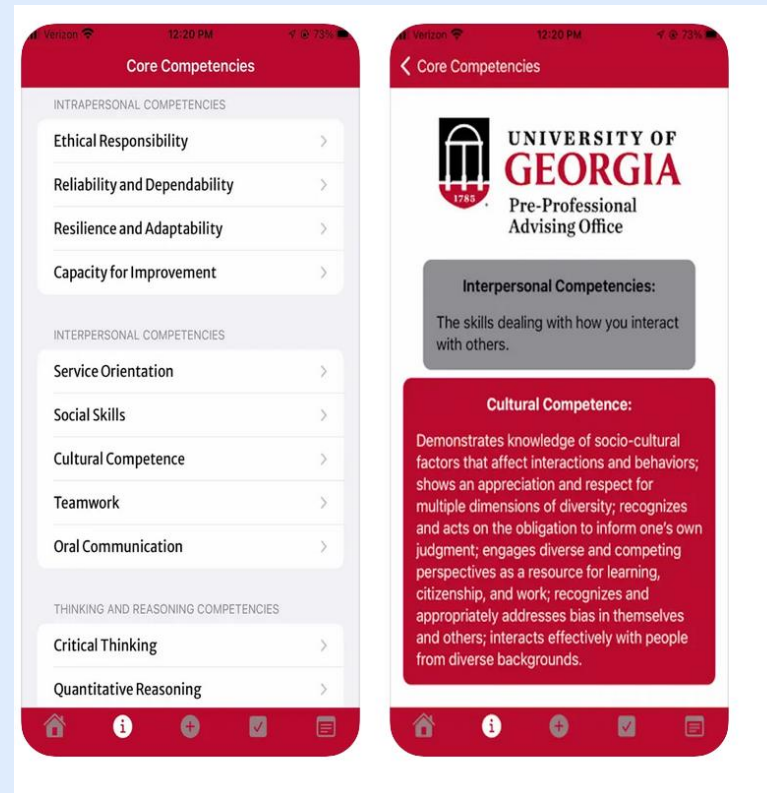 Verizon 12:20 PM 73%
Core Competencies
INTRAPERSONAL COMPETENCIES
Ethical Responsibility
Reliability and Dependability
Resilience and Adaptability
Capacity for Improvement
INTERPERSONAL COMPETENCIES
Service Orientation
Social Skills
Cultural Competence
Teamwork
Oral Communication
THINKING AND REASONING COMPETENCIES
Critical Thinking
Quantitative Reasoning
Verizon 12:20 PM 73%
Core Competencies
1785
UNIVERSITY OF
GEORGIA
Pre-Professional
Advising Office
Interpersonal Competencies:
The skills dealing with how you interact
with others.
Cultural Competence:
Demonstrates knowledge of socio-cultural
factors that affect interactions and behaviors;
shows an appreciation and respect for
multiple dimensions of diversity; recognizes
and acts on the obligation to inform one's own
judgment; engages diverse and competing
perspectives as a resource for learning,
citizenship, and work; recognizes and
appropriately addresses bias in themselves
and others; interacts effectively with people
from diverse backgrounds.